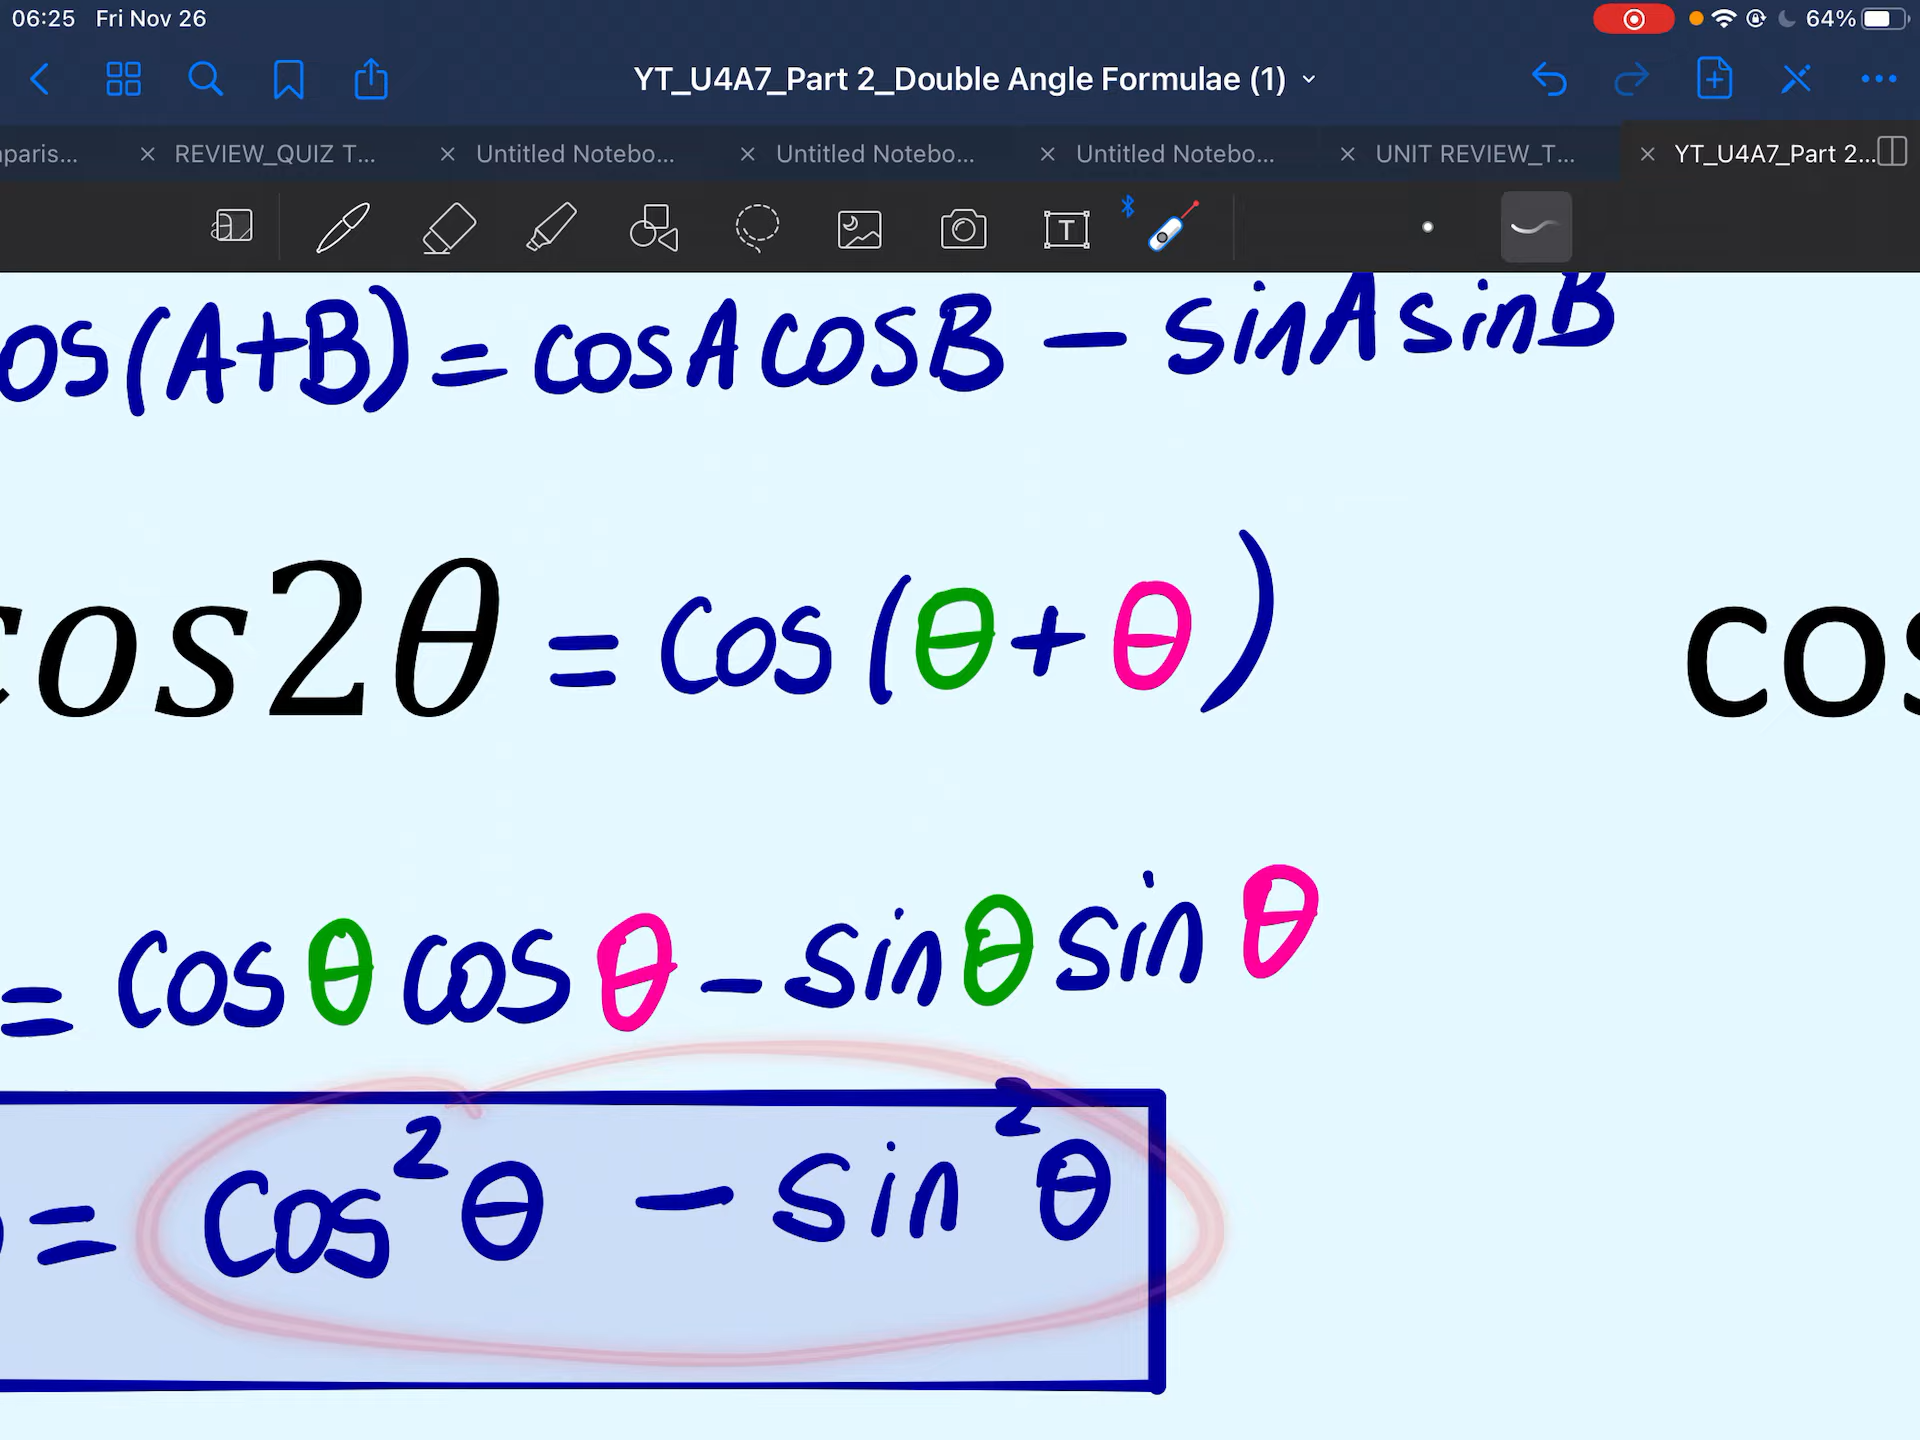 06:25 Fri Nov 26 64%
YT_U4A7_Part 2_Double Angle Formulae (1)
paris... REVIEW_QUIZ T... Untitled Notebo... Untitled Notebo... Untitled Notebo... UNIT REVIEW_T... YT_U4A7_Part 2...
T
os(A+B) = cosA cosB − sinA sinB
cos2θ = cos(θ+θ) cos
= cosθ cosθ − sinθ sinθ
= cos²θ − sin²θ